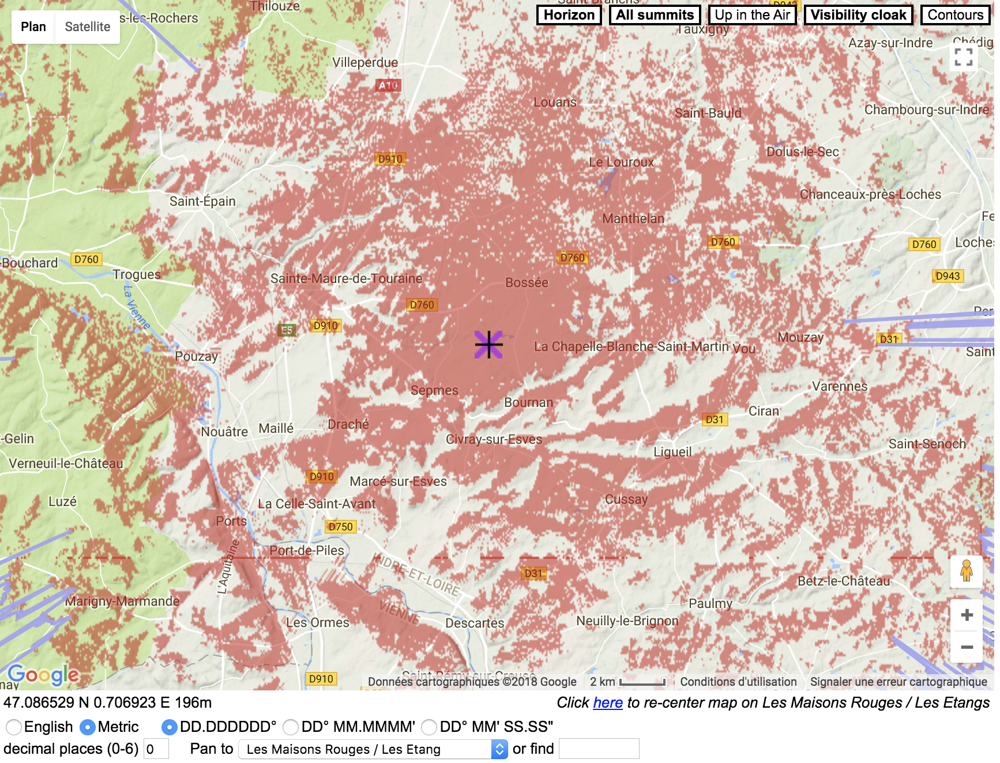 Thilouze
Saint Branchs
D943
Plan
Satellite
s-les-Rochers
Horizon
All summits
Up in the Air
Visibility cloak
Contours
Tauxigny
Azay-sur-Indre
Chédig
Villeperdue
A10
Louans
Saint-Bauld
Chambourg-sur-Indre
D910
Le Louroux
Dolus-le-Sec
Saint-Épain
Chanceaux-près-Loches
Manthelan
Fe
D760
D760
Loches
-Bouchard
D760
D760
Trogues
Sainte-Maure-de-Touraine
Bossée
D943
La Vienne
D760
Per
E5
D910
Mouzay
D31
La Chapelle-Blanche-Saint-Martin
Vou
Saint
Pouzay
Sepmes
Varennes
Bournan
Ciran
D31
Nouâtre
Maillé
Draché
-Gelin
Civray-sur-Esves
Saint-Senoch
Ligueil
Verneuil-le-Château
D910
Marcé-sur-Esves
Luzé
La Celle-Saint-Avant
Cussay
Ports
D750
Port-de-Piles
L'Aquitaine
INDRE-ET-LOIRE
D31
Betz-le-Château
Marigny-Marmande
VIENNE
Paulmy
Les Ormes
Descartes
Neuilly-le-Brignon
Google
nay
D910
Saint-Rémy-sur-Creuse
Données cartographiques ©2018 Google
2 km
Conditions d'utilisation
Signaler une erreur cartographique
47.086529 N 0.706923 E 196m
Click here to re-center map on Les Maisons Rouges / Les Etangs
English Metric DD.DDDDDD° DD° MM.MMMM' DD° MM' SS.SS"
decimal places (0-6) 0 Pan to Les Maisons Rouges / Les Etang or find